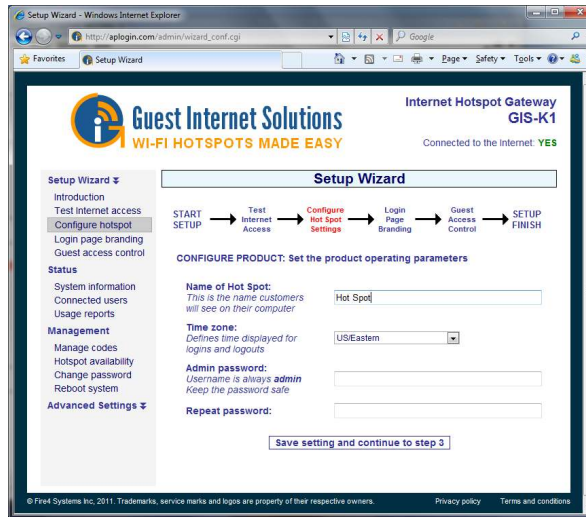 Setup Wizard - Windows Internet Explorer
http://aplogin.com/admin/wizard_conf.cgi
Google
Favorites
Setup Wizard
Page
Safety
Tools
Guest Internet Solutions
WI-FI HOTSPOTS MADE EASY
Internet Hotspot Gateway
GIS-K1
Connected to the Internet: YES
Setup Wizard
Introduction
Test Internet access
Configure hotspot
Login page branding
Guest access control
Status
System information
Connected users
Usage reports
Management
Manage codes
Hotspot availability
Change password
Reboot system
Advanced Settings
Setup Wizard
START
SETUP
Test
Internet
Access
Configure
Hot Spot
Settings
Login
Page
Branding
Guest
Access
Control
SETUP
FINISH
CONFIGURE PRODUCT: Set the product operating parameters
Name of Hot Spot:
This is the name customers
will see on their computer
Hot Spot
Time zone:
Defines time displayed for
logins and logouts
US/Eastern
Admin password:
Username is always admin
Keep the password safe
Repeat password:
Save setting and continue to step 3
© Fire4 Systems Inc, 2011. Trademarks, service marks and logos are property of their respective owners.
Privacy policy
Terms and conditions